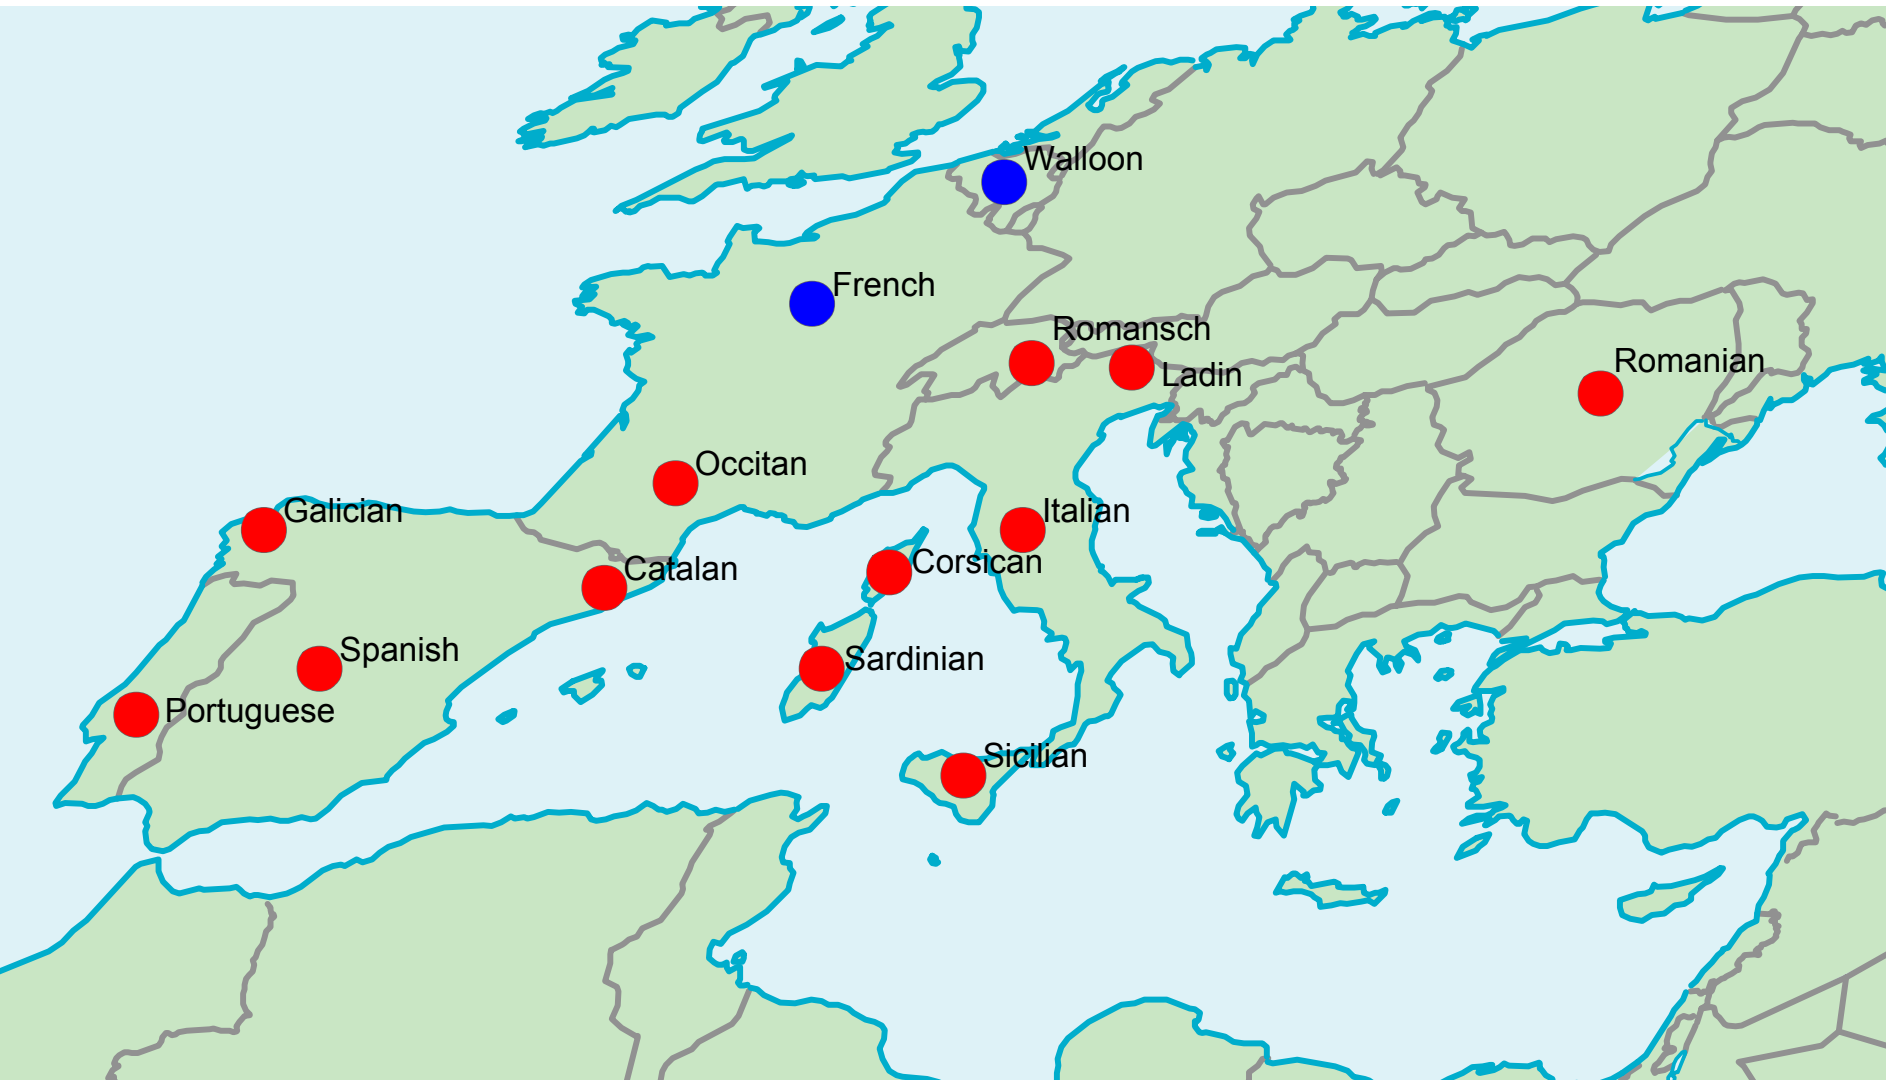 Walloon
French
Romansch
Ladin
Romanian
Occitan
Galician
Italian
Corsican
Catalan
Spanish
Sardinian
Portuguese
Sicilian